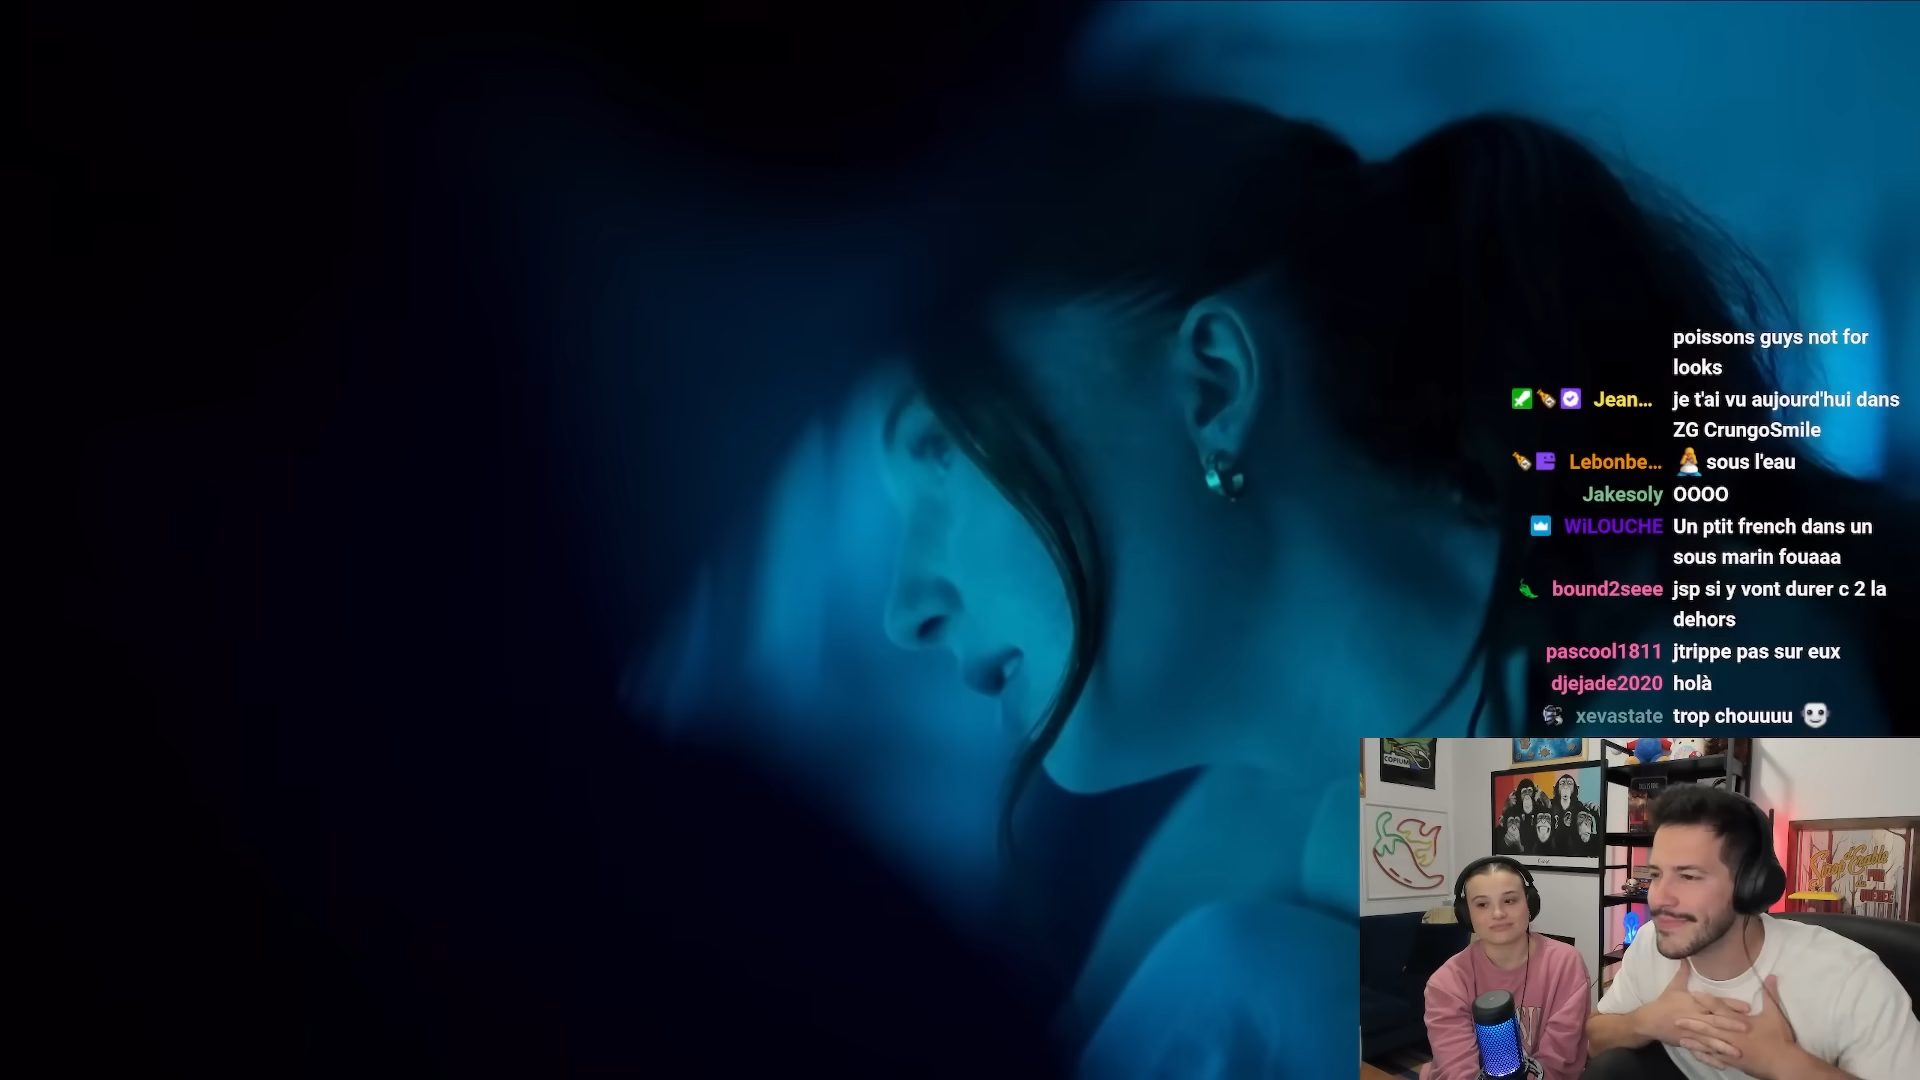 poissons guys not for
looks
Jean... je t'ai vu aujourd'hui dans
ZG CrungoSmile
Lebonbe... sous l'eau
Jakesoly OOOO
WiLOUCHE Un ptit french dans un
sous marin fouaaa
bound2seee jsp si y vont durer c 2 la
dehors
pascool1811 jtrippe pas sur eux
djejade2020 holà
xevastate trop chouuuu
COPIUM